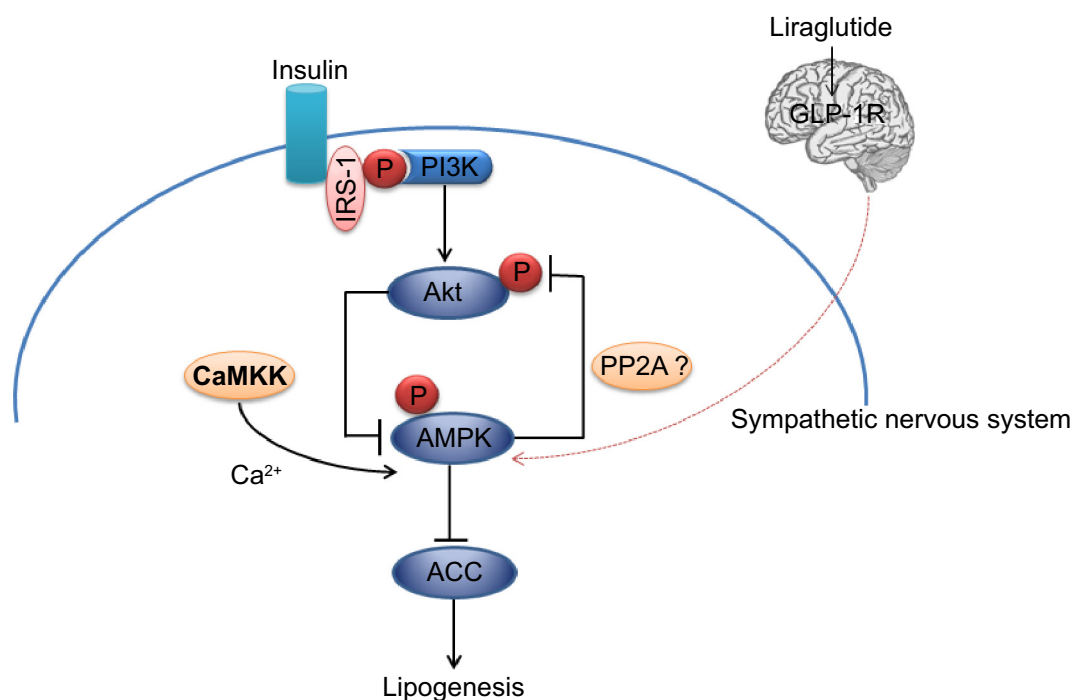 Liraglutide
GLP-1R
Insulin
IRS-1
P
PI3K
Akt
P
PP2A ?
CaMKK
P
AMPK
Sympathetic nervous system
Ca²⁺
ACC
Lipogenesis